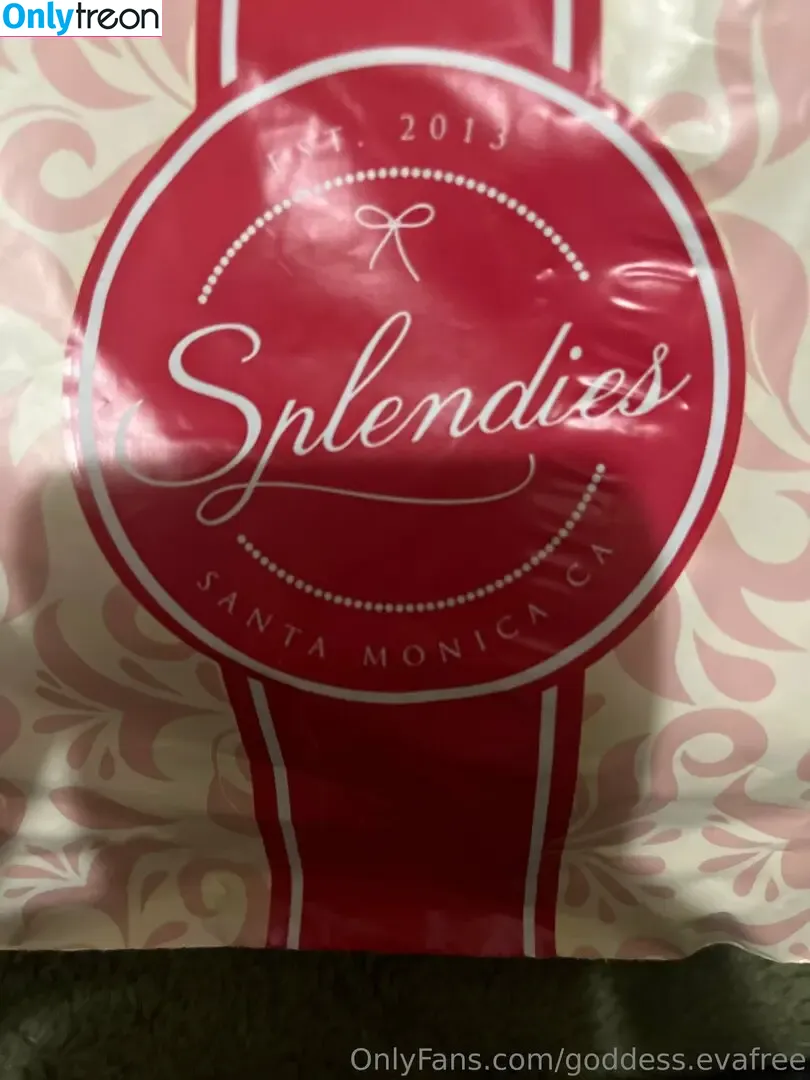 Onlytreon
EST. 2013
Splendies
SANTA MONICA CA
OnlyFans.com/goddess.evafree